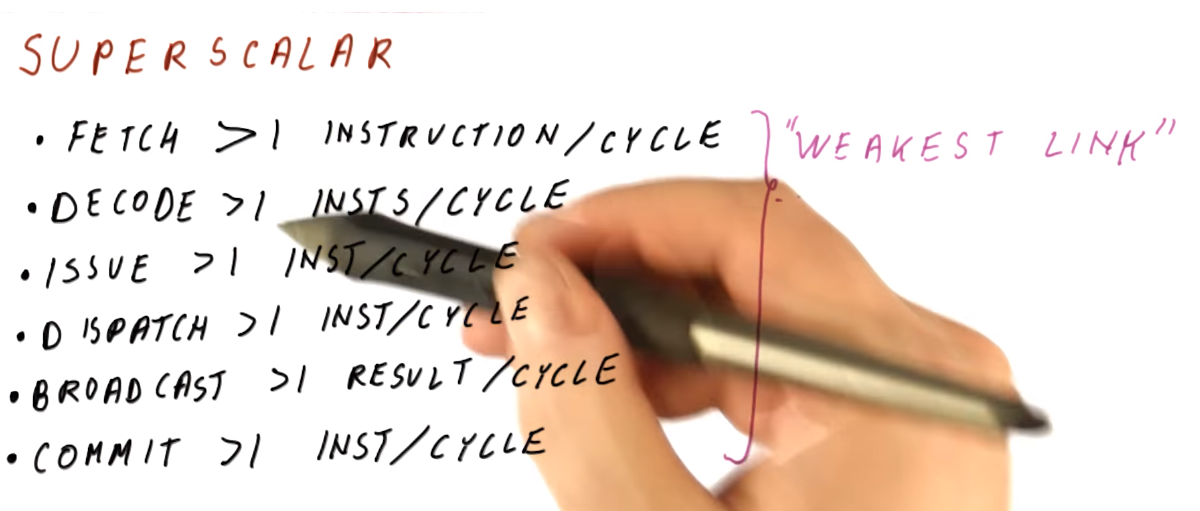 SUPERSCALAR
• FETCH >1 INSTRUCTION/CYCLE
"WEAKEST LINK"
• DECODE >1 INSTS/CYCLE
• ISSUE >1 INST/CYCLE
• DISPATCH >1 INST/CYCLE
• BROADCAST >1 RESULT/CYCLE
• COMMIT >1 INST/CYCLE